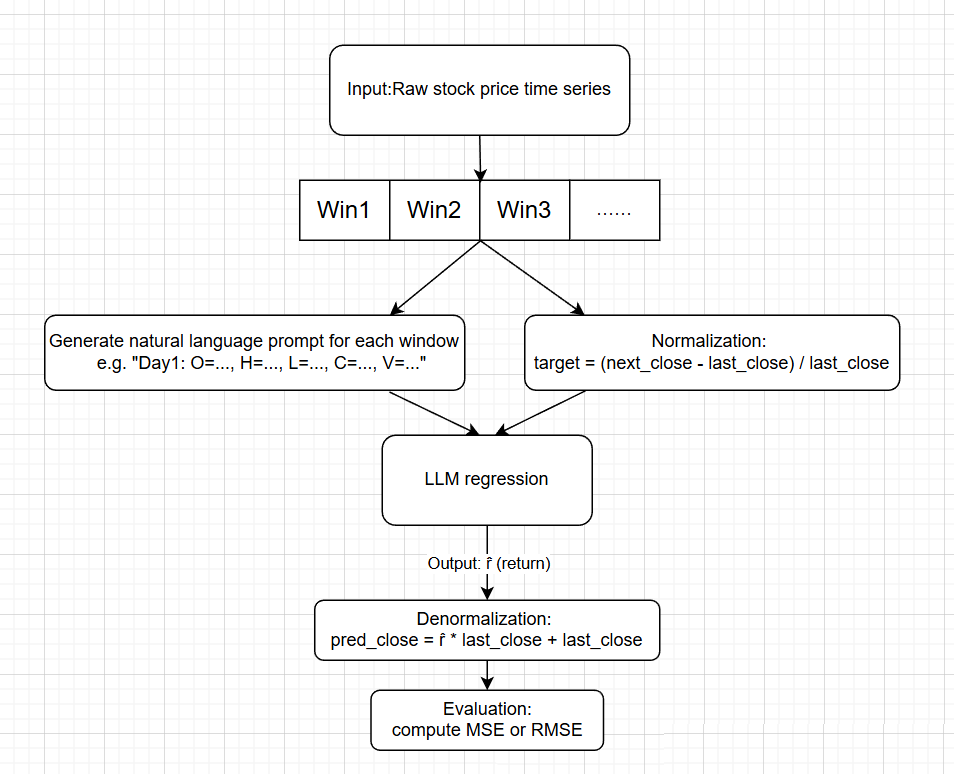 Input:Raw stock price time series
Win1 Win2 Win3 ......
Generate natural language prompt for each window
e.g. "Day1: O=..., H=..., L=..., C=..., V=..."
Normalization:
target = (next_close - last_close) / last_close
LLM regression
Output: r̂ (return)
Denormalization:
pred_close = r̂ * last_close + last_close
Evaluation:
compute MSE or RMSE